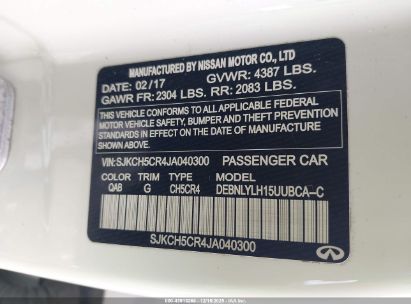 MANUFACTURED BY NISSAN MOTOR CO., LTD
DATE: 02/17 GVWR: 4387 LBS.
GAWR FR: 2304 LBS. RR: 2083 LBS.
THIS VEHICLE CONFORMS TO ALL APPLICABLE FEDERAL
MOTOR VEHICLE SAFETY, BUMPER, AND THEFT PREVENTION
STANDARDS IN EFFECT ON THE DATE OF MANUFACTURE
SHOWN ABOVE.
VIN: SJKCH5CR4JA040300 PASSENGER CAR
COLOR TRIM TYPE MODEL
QAB G CH5CR4 DEBNLYLH15UUBCA-C
SJKCH5CR4JA040300
INFINITI